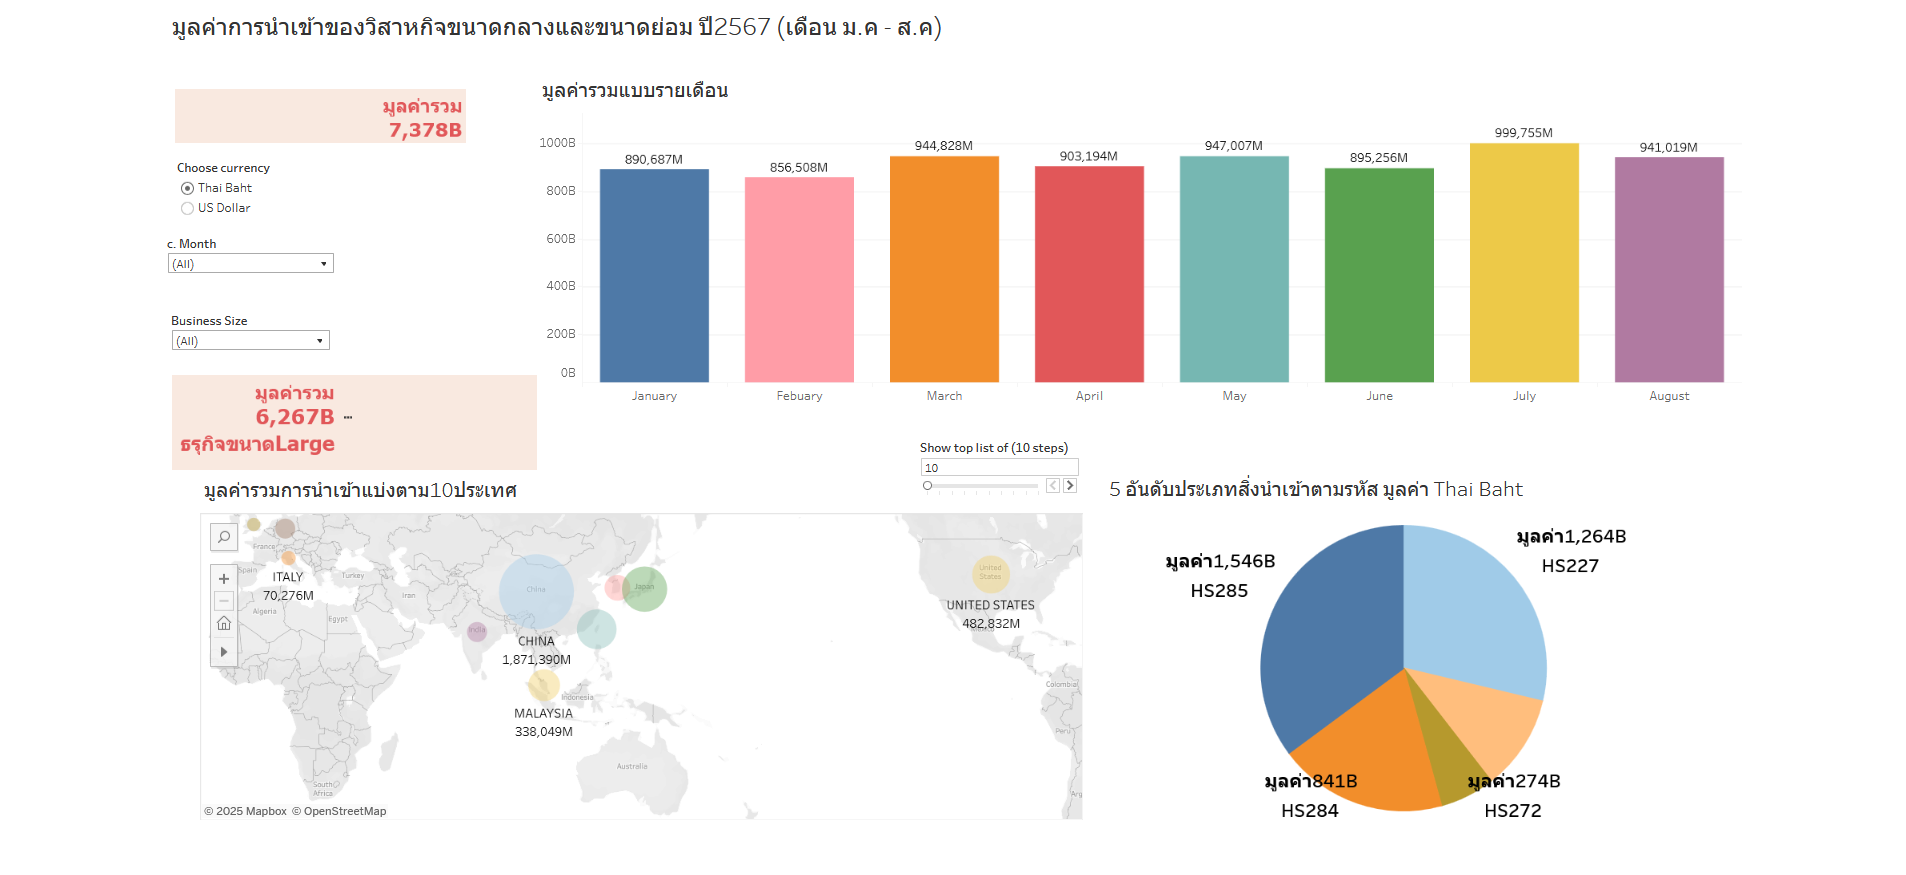 มูลค่าการนำเข้าของวิสาหกิจขนาดกลางและขนาดย่อม ปี2567 (เดือน ม.ค - ส.ค)
มูลค่ารวม
7,378B
Choose currency
Thai Baht
US Dollar
c. Month
(All)
Business Size
(All)
มูลค่ารวม
6,267B
ธรุกิจขนาดLarge
มูลค่ารวมแบบรายเดือน
1000B
800B
600B
400B
200B
0B
890,687M
856,508M
944,828M
903,194M
947,007M
895,256M
999,755M
941,019M
January
Febuary
March
April
May
June
July
August
Show top list of (10 steps)
10
มูลค่ารวมการนำเข้าแบ่งตาม10ประเทศ
France
Spain
Turkey
Algeria
Egypt
Iran
India
China
Japan
Indonesia
Australia
South
Africa
United
States
Mexico
Colombia
Peru
Arg
ITALY
70,276M
CHINA
1,871,390M
MALAYSIA
338,049M
UNITED STATES
482,832M
© 2025 Mapbox © OpenStreetMap
5 อันดับประเภทสิ่งนำเข้าตามรหัส มูลค่า Thai Baht
มูลค่า1,546B
HS285
มูลค่า1,264B
HS227
มูลค่า841B
HS284
มูลค่า274B
HS272